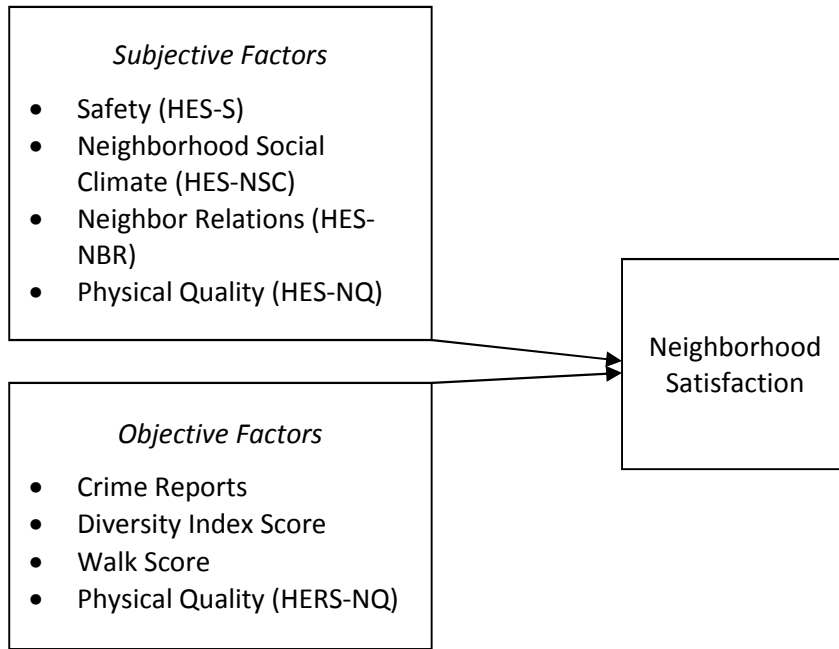 Subjective Factors
• Safety (HES-S)
• Neighborhood Social
Climate (HES-NSC)
• Neighbor Relations (HES-
NBR)
• Physical Quality (HES-NQ)
Neighborhood
Satisfaction
Objective Factors
• Crime Reports
• Diversity Index Score
• Walk Score
• Physical Quality (HERS-NQ)